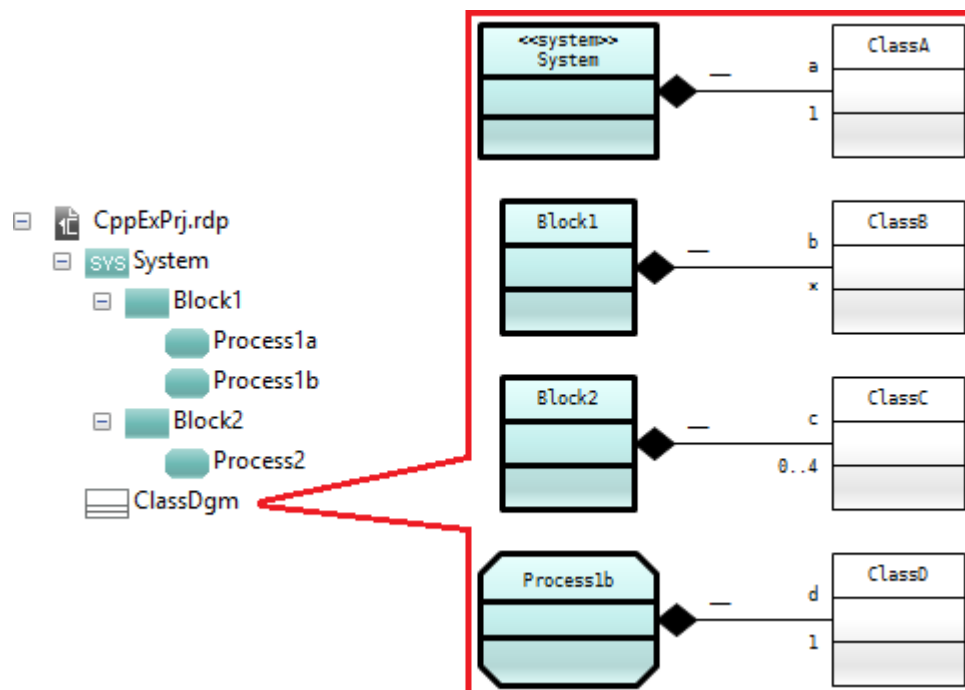 CppExPrj.rdp
SYS System
Block1
Process1a
Process1b
Block2
Process2
ClassDgm
<<system>>
System
a
1
ClassA
Block1
b
*
ClassB
Block2
c
0..4
ClassC
Process1b
d
1
ClassD